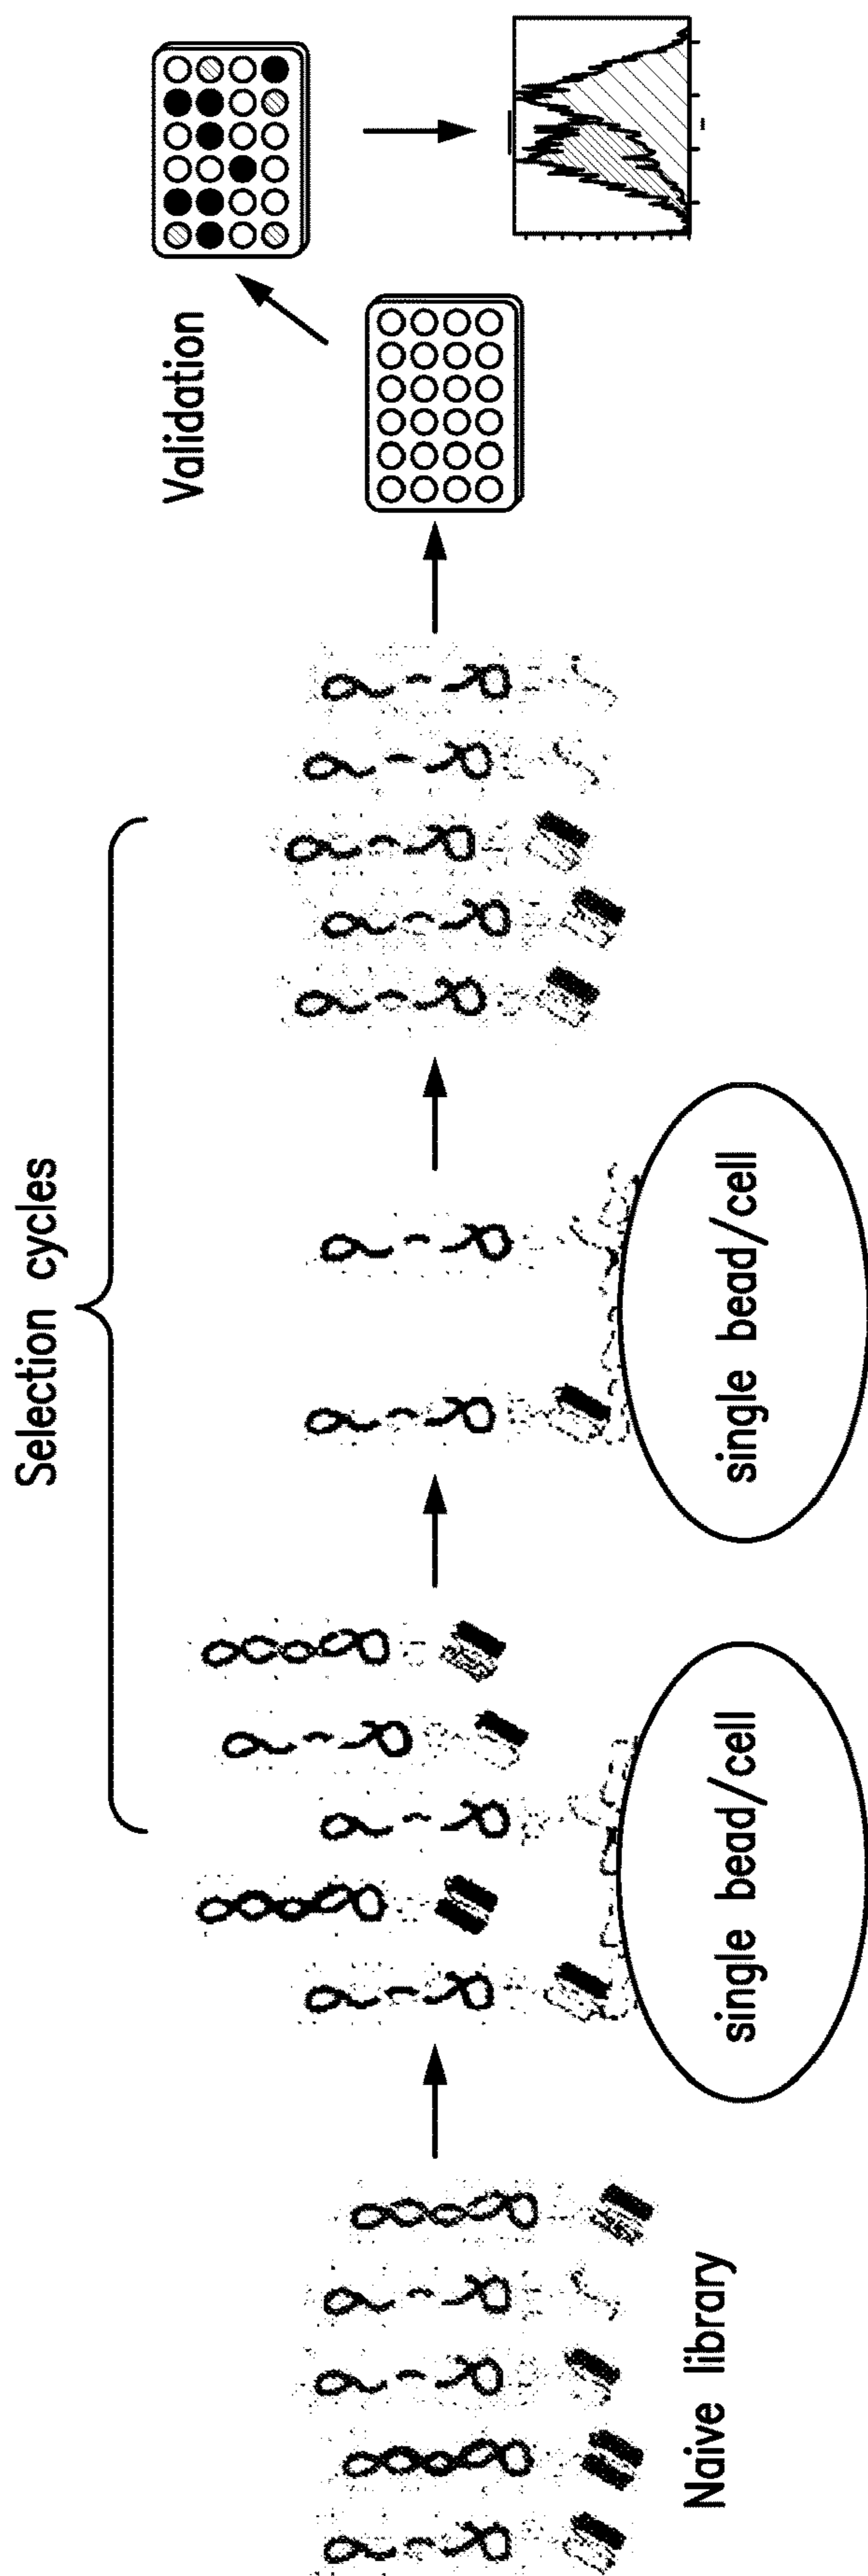 Naive library
single bead/cell
Selection cycles
single bead/cell
Validation